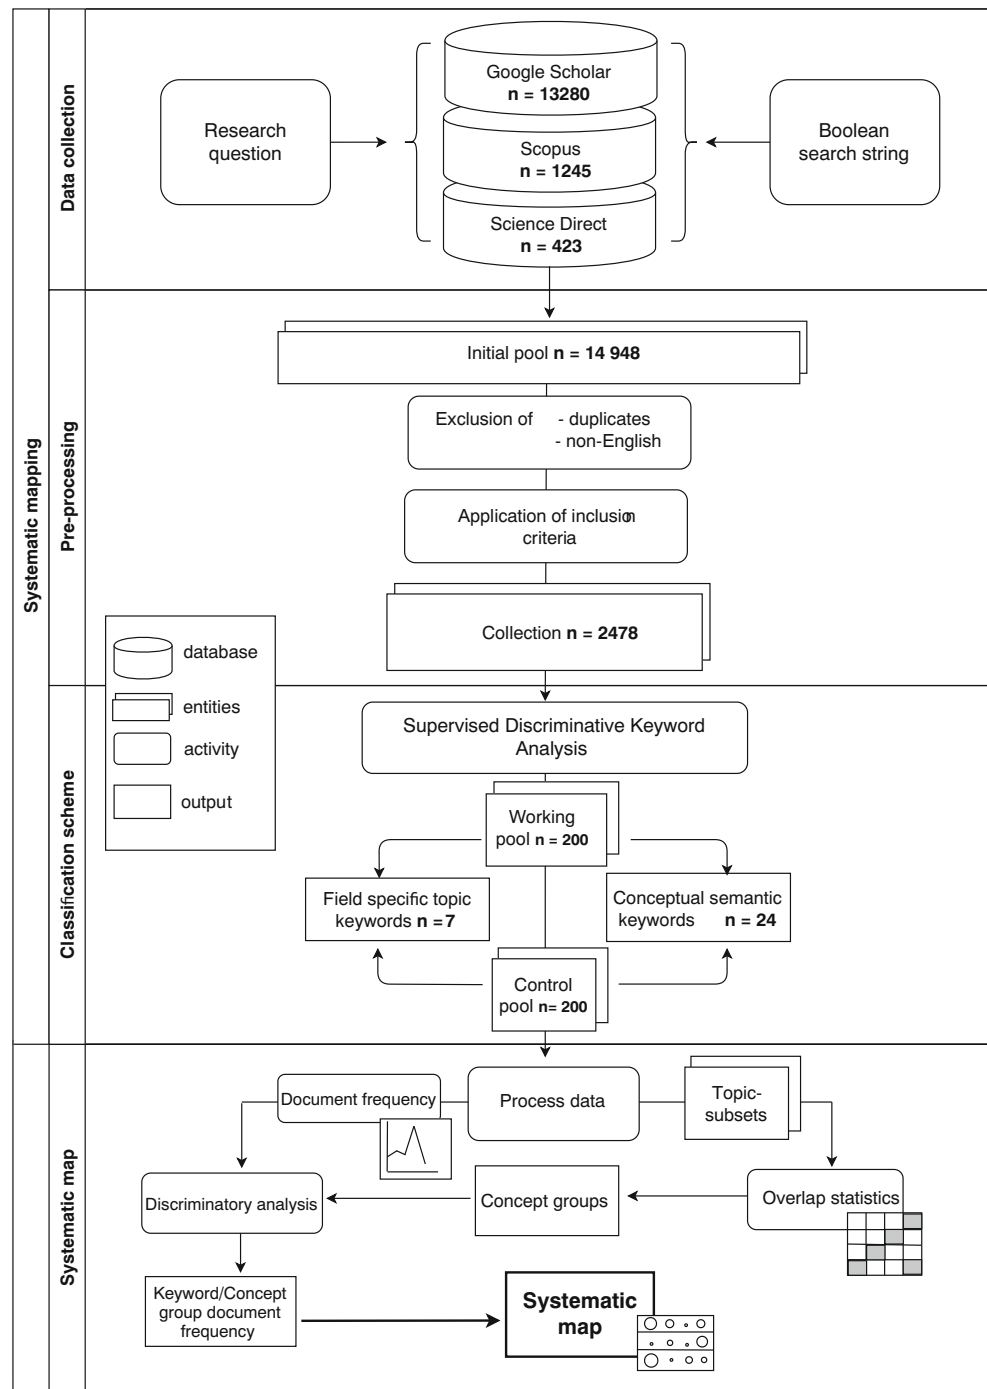 Systematic mapping
Data collection
Research
question
Google Scholar
n = 13280
Scopus
n = 1245
Science Direct
n = 423
Boolean
search string
Pre-processing
Initial pool n = 14 948
Exclusion of - duplicates
- non-English
Application of inclusion
criteria
Collection n = 2478
database
entities
activity
output
Classification scheme
Supervised Discriminative Keyword
Analysis
Working
pool n = 200
Field specific topic
keywords n = 7
Conceptual semantic
keywords n = 24
Control
pool n= 200
Systematic map
Document frequency
Process data
Topic-
subsets
Discriminatory analysis
Concept groups
Overlap statistics
Keyword/Concept
group document
frequency
Systematic
map